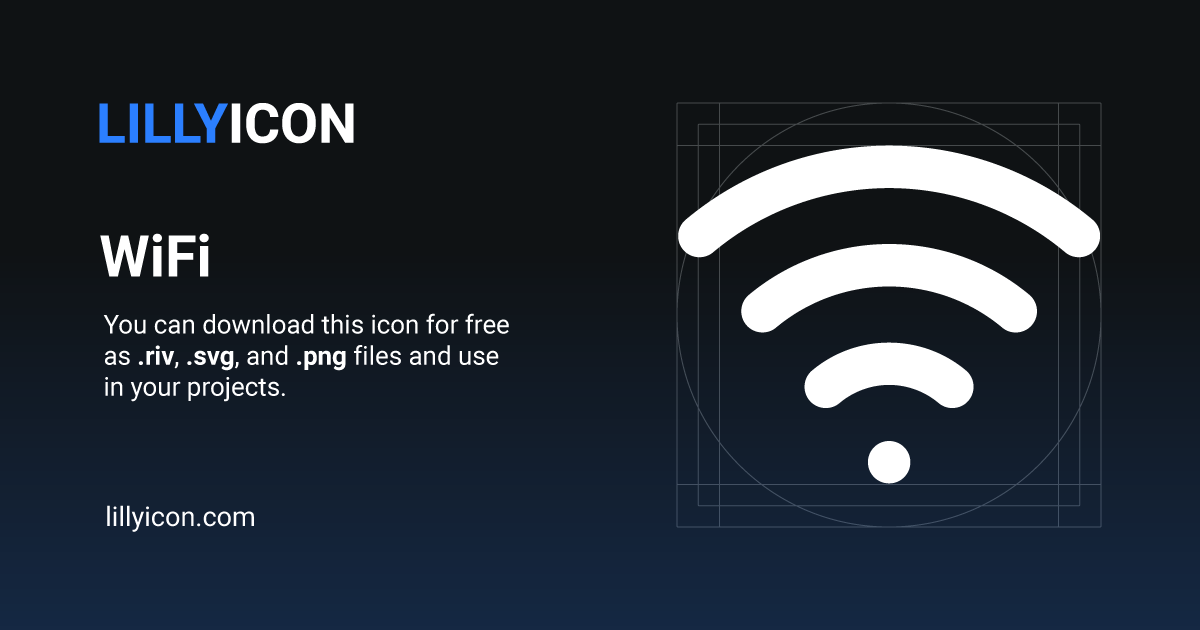 LILLYICON
WiFi
You can download this icon for free
as .riv, .svg, and .png files and use
in your projects.
lillyicon.com